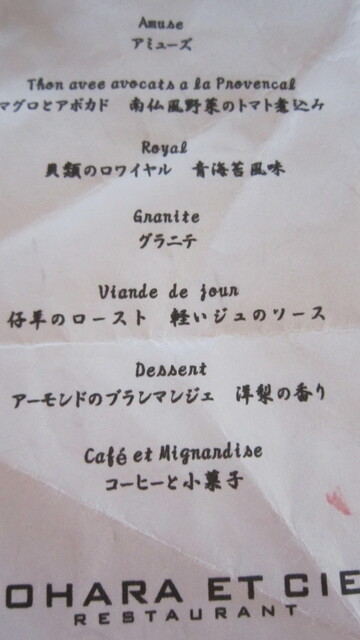 Amuse
アミューズ
Thon avec avocats a la Provencal
マグロとアボカド　南仏風野菜のトマト煮込み
Royal
貝類のロワイヤル　青海苔風味
Granite
グラニテ
Viande de jour
仔羊のロースト　軽いジュのソース
Dessert
アーモンドのブランマンジェ　洋梨の香り
Café et Mignandise
コーヒーと小菓子
OHARA ET CIE
RESTAURANT